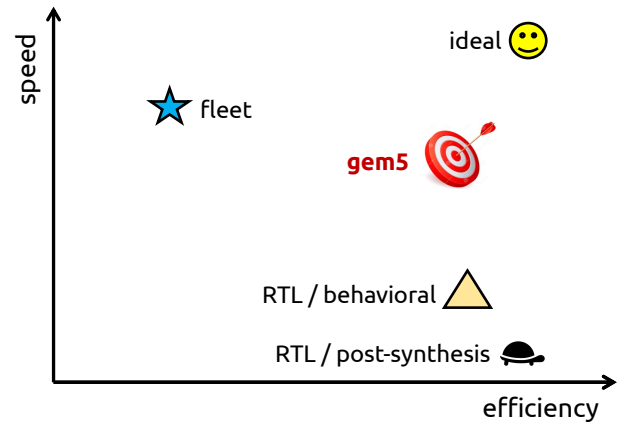 speed
ideal
fleet
gem5
RTL / behavioral
RTL / post-synthesis
efficiency